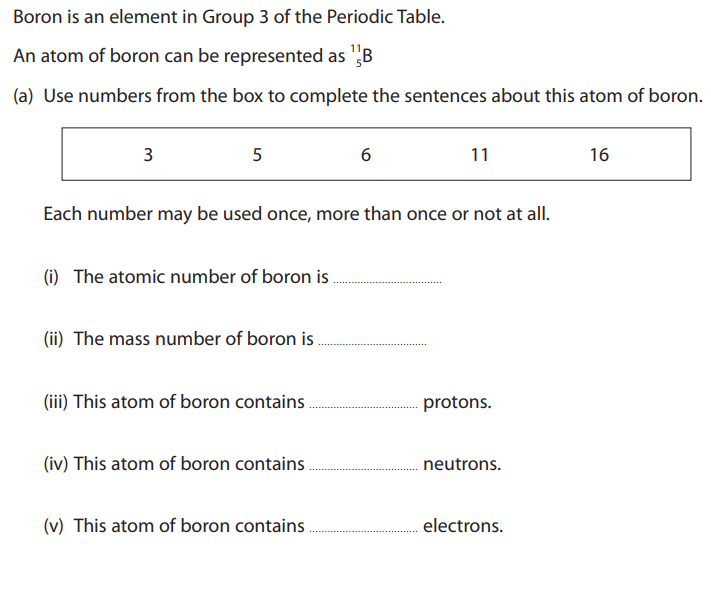 Boron is an element in Group 3 of the Periodic Table.
An atom of boron can be represented as ¹¹₅B
(a) Use numbers from the box to complete the sentences about this atom of boron.
3 5 6 11 16
Each number may be used once, more than once or not at all.
(i) The atomic number of boron is ....................................
(ii) The mass number of boron is ....................................
(iii) This atom of boron contains .................................... protons.
(iv) This atom of boron contains .................................... neutrons.
(v) This atom of boron contains .................................... electrons.